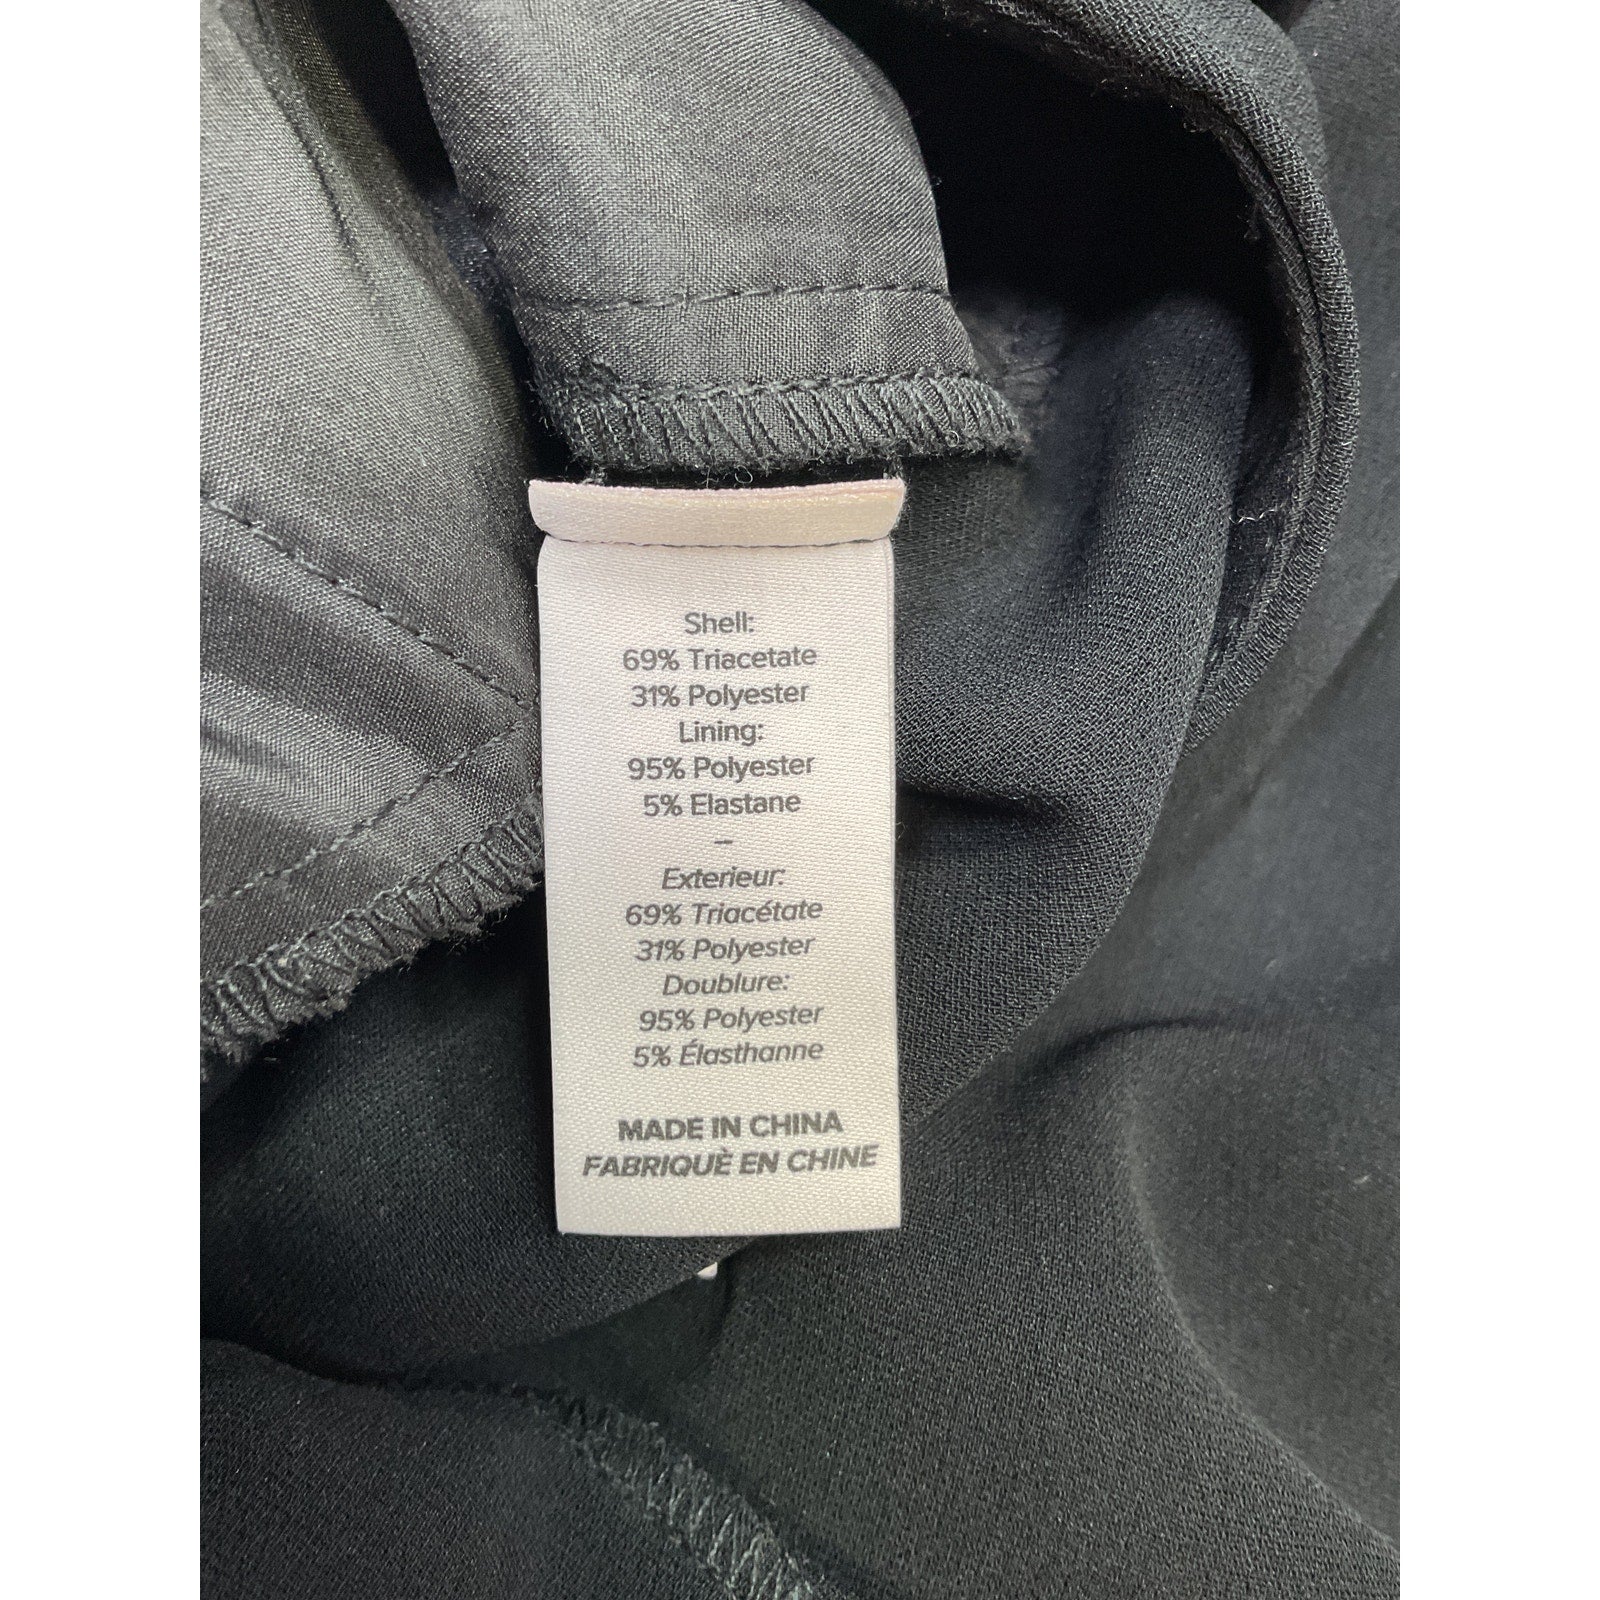 Shell:
69% Triacetate
31% Polyester
Lining:
95% Polyester
5% Elastane
–
Exterieur:
69% Triacétate
31% Polyester
Doublure:
95% Polyester
5% Élasthanne
MADE IN CHINA
FABRIQUÈ EN CHINE